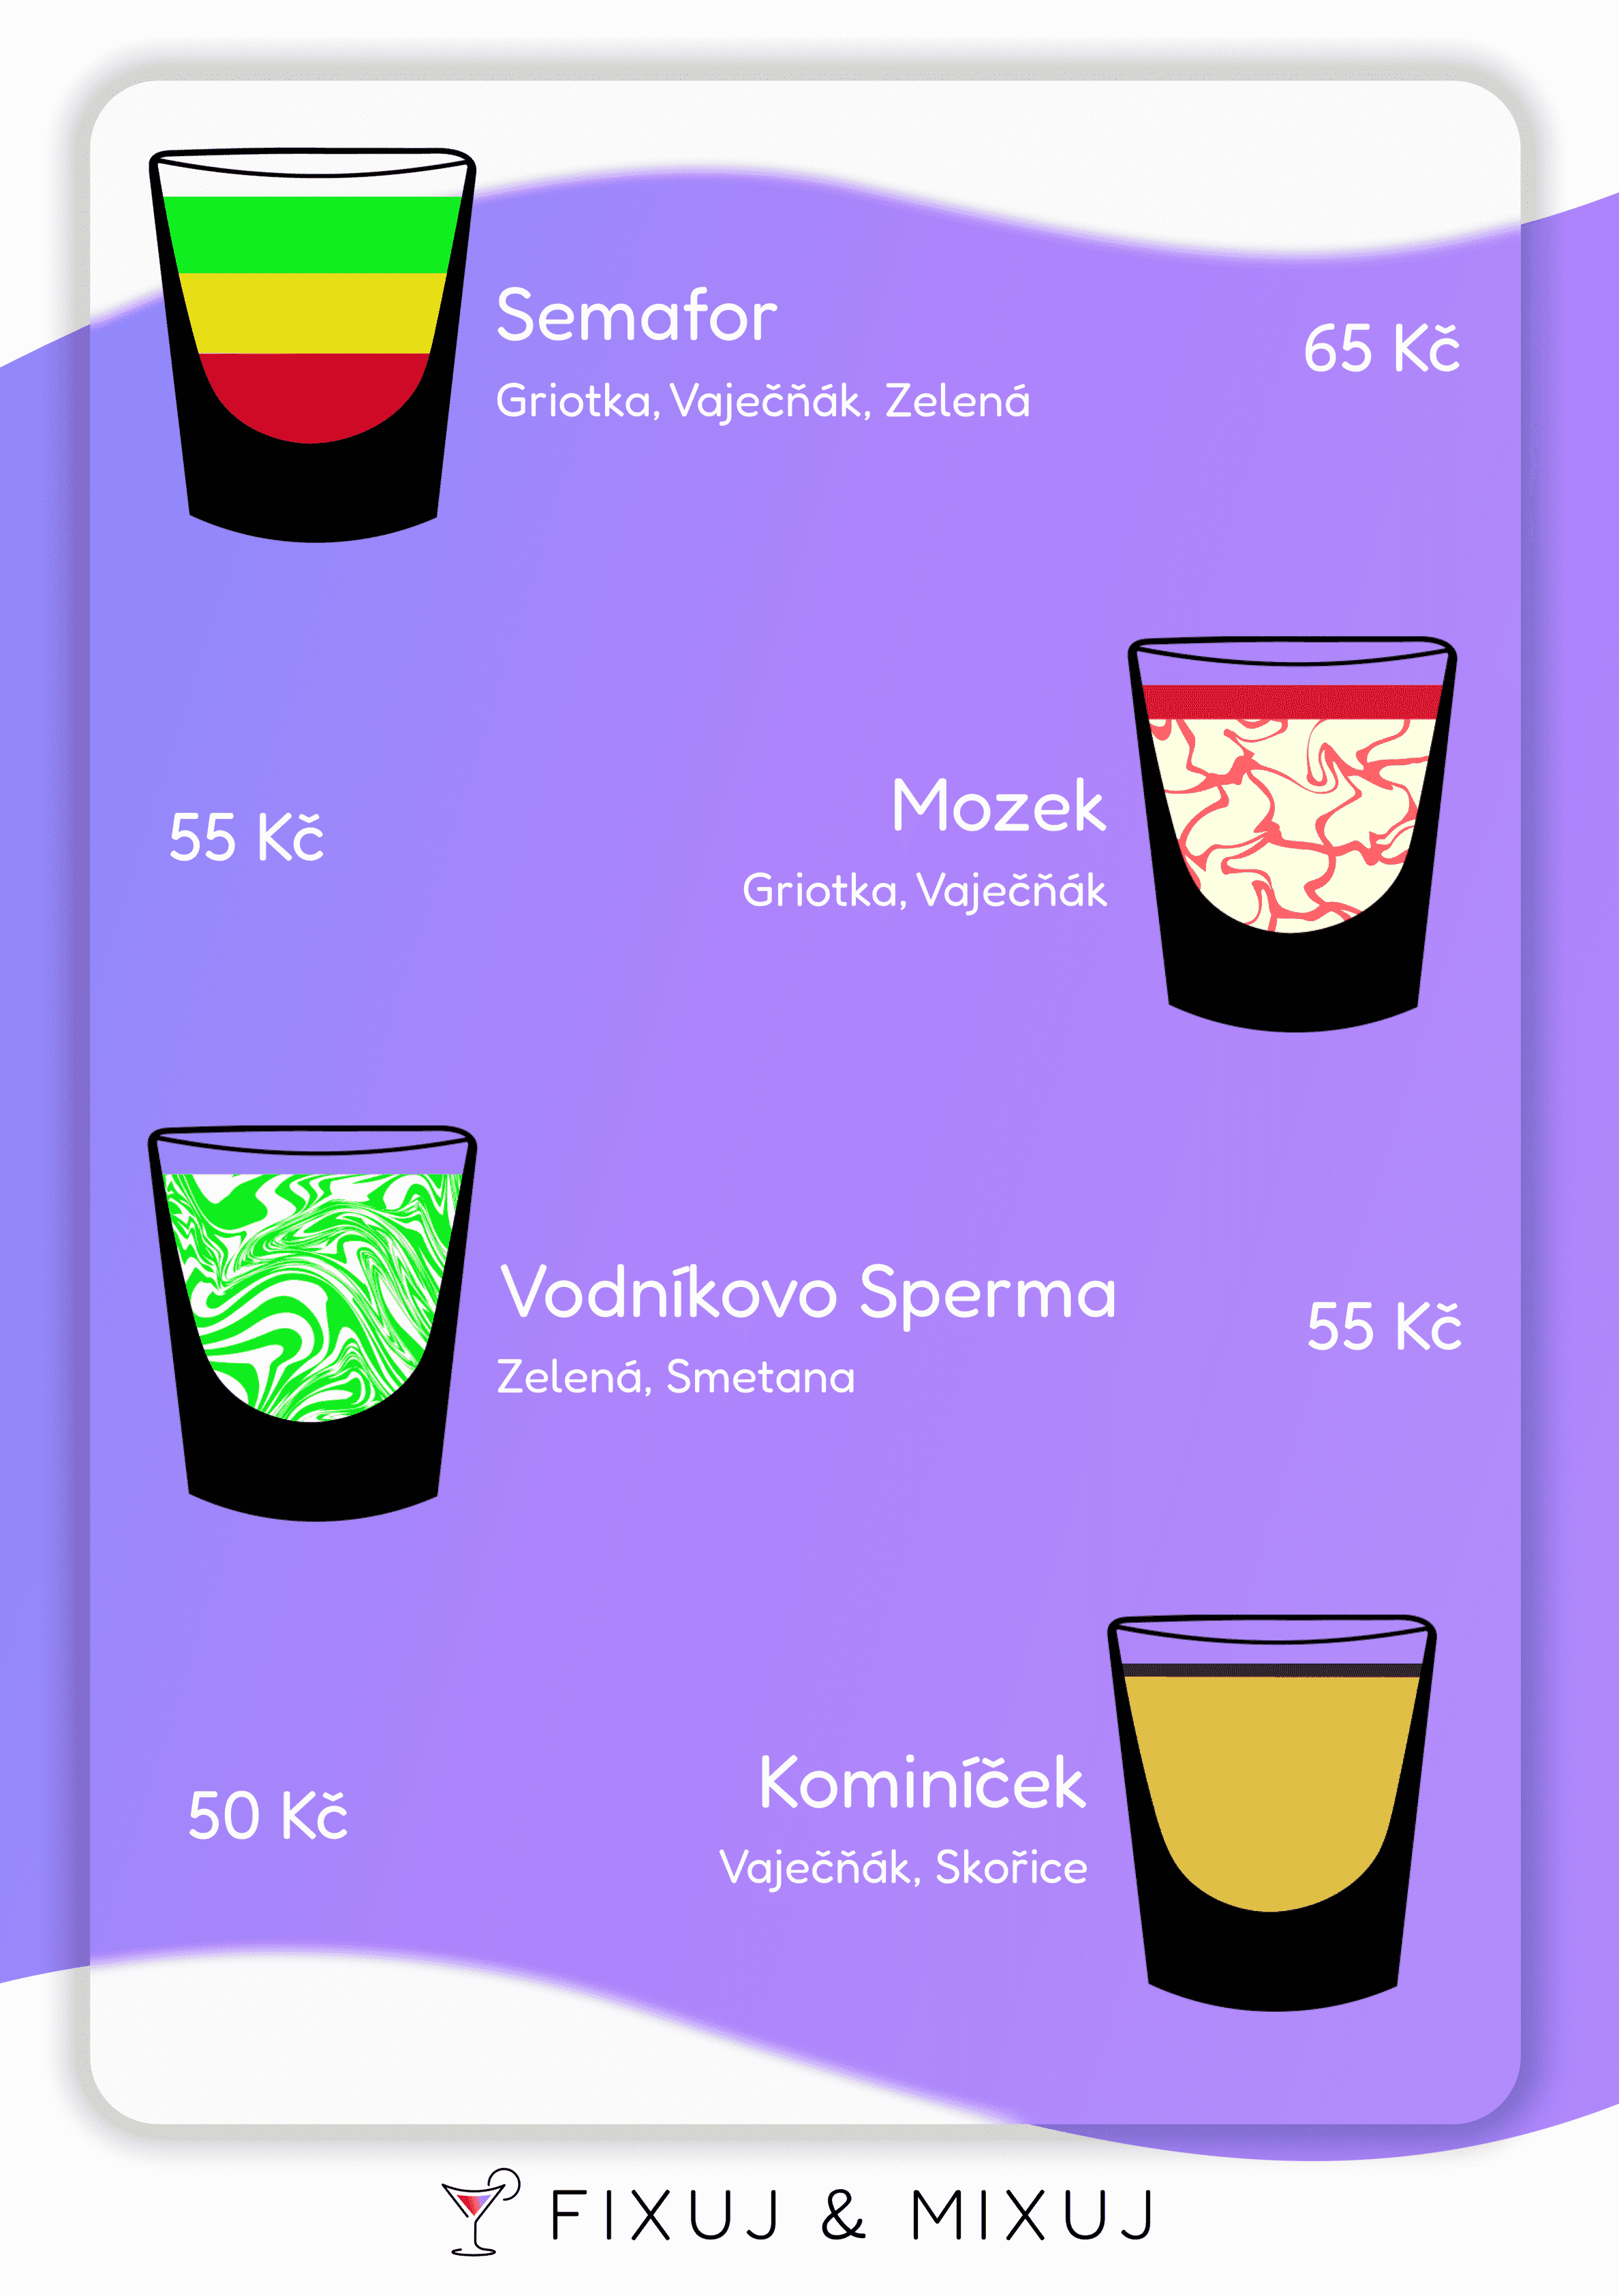 Semafor
65 Kč
Griotka, Vaječňák, Zelená
Mozek
55 Kč
Griotka, Vaječňák
Vodníkovo Sperma
55 Kč
Zelená, Smetana
Kominíček
50 Kč
Vaječňák, Skořice
FIXUJ & MIXUJ